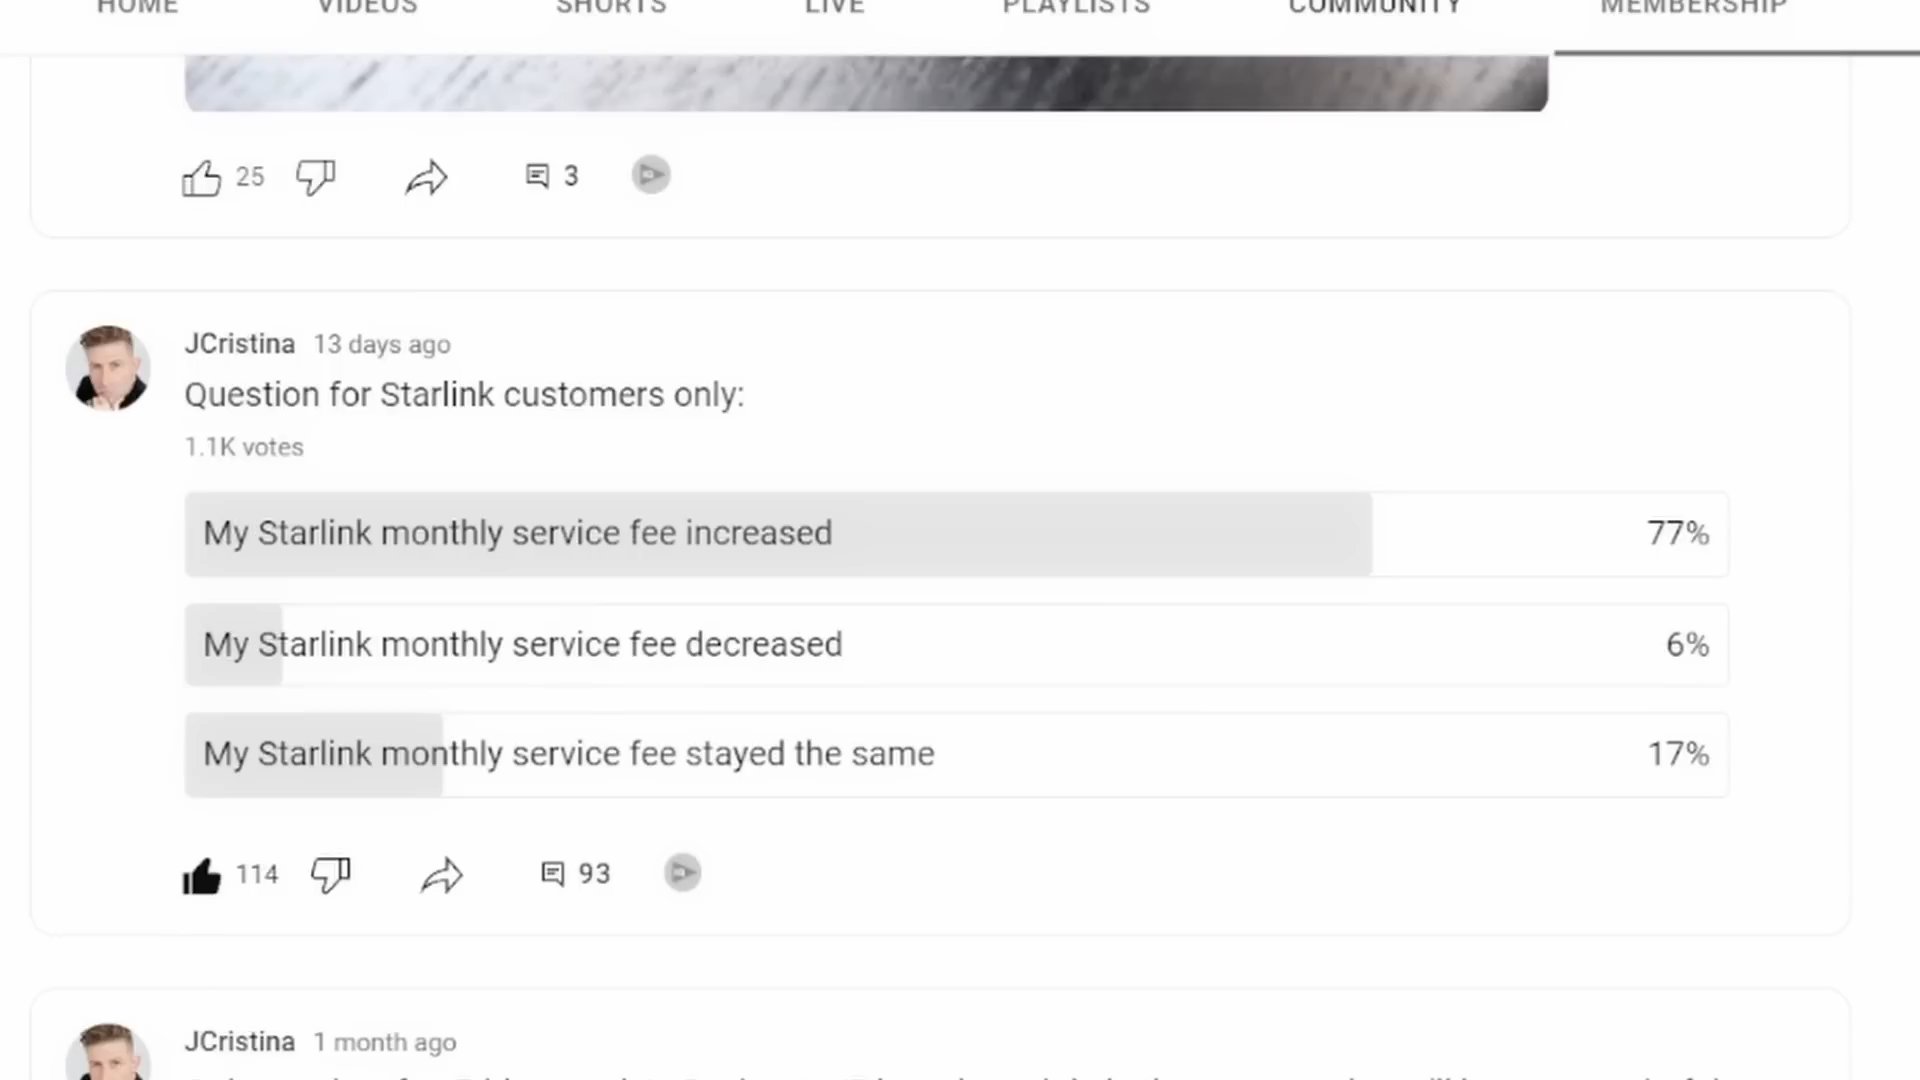 HOME VIDEOS SHORTS LIVE PLAYLISTS COMMUNITY MEMBERSHIP
25 3
JCristina 13 days ago
Question for Starlink customers only:
1.1K votes
My Starlink monthly service fee increased 77%
My Starlink monthly service fee decreased 6%
My Starlink monthly service fee stayed the same 17%
114 93
JCristina 1 month ago